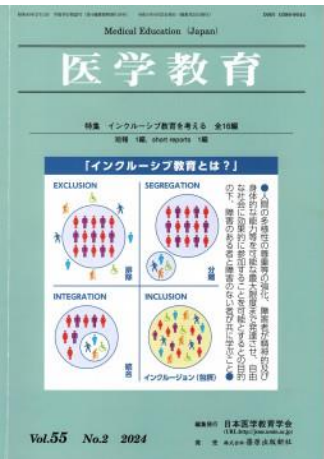 Medical Education (Japan)
医学教育
特集 インクルーシブ教育を考える 全16編
短報 1編, short reports 1編
「インクルーシブ教育とは?」
EXCLUSION
SEGREGATION
排除
分離
INTEGRATION
INCLUSION
統合
インクルージョン(包摂)
●人間の多様性の尊重等の強化、障害者が精神的及び
身体的な能力等を可能な最大限度まで発達させ、自由
な社会に効果的に参加することを可能とするとの目的
の下、障害のある者と障害のない者が共に学ぶこと●
編集発行 日本医学教育学会
Vol.55 No.2 2024
発売 株式会社 篠原出版新社